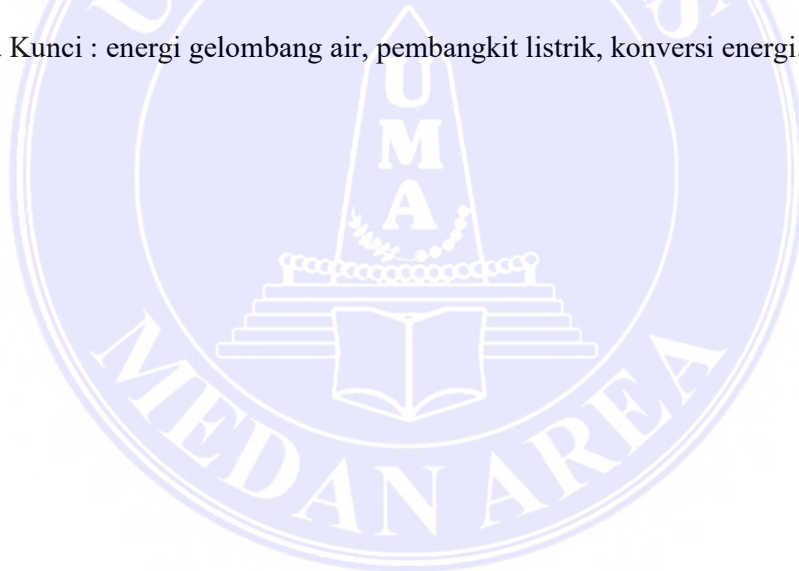 Kunci : energi gelombang air, pembangkit listrik, konversi energi.
U
M
A
MEDAN AREA